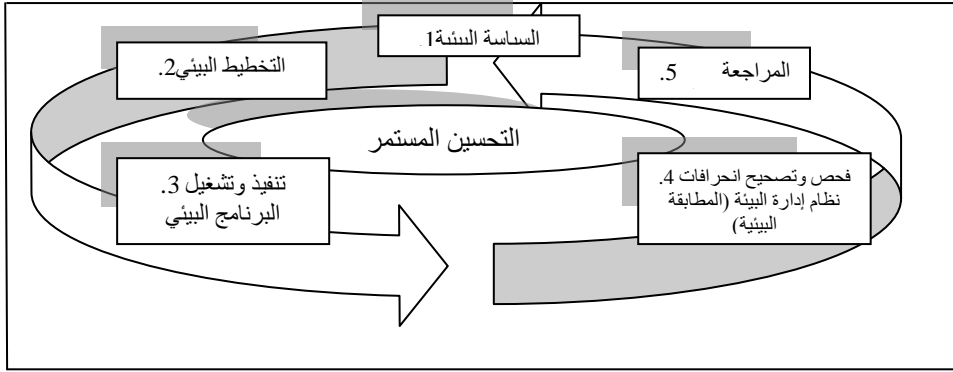 السياسة البيئية1.
التخطيط البيئي2.
المراجعة 5.
التحسين المستمر
تنفيذ وتشغيل 3.
البرنامج البيئي
فحص وتصحيح انحرافات 4.
نظام إدارة البيئة (المطابقة
البيئية)